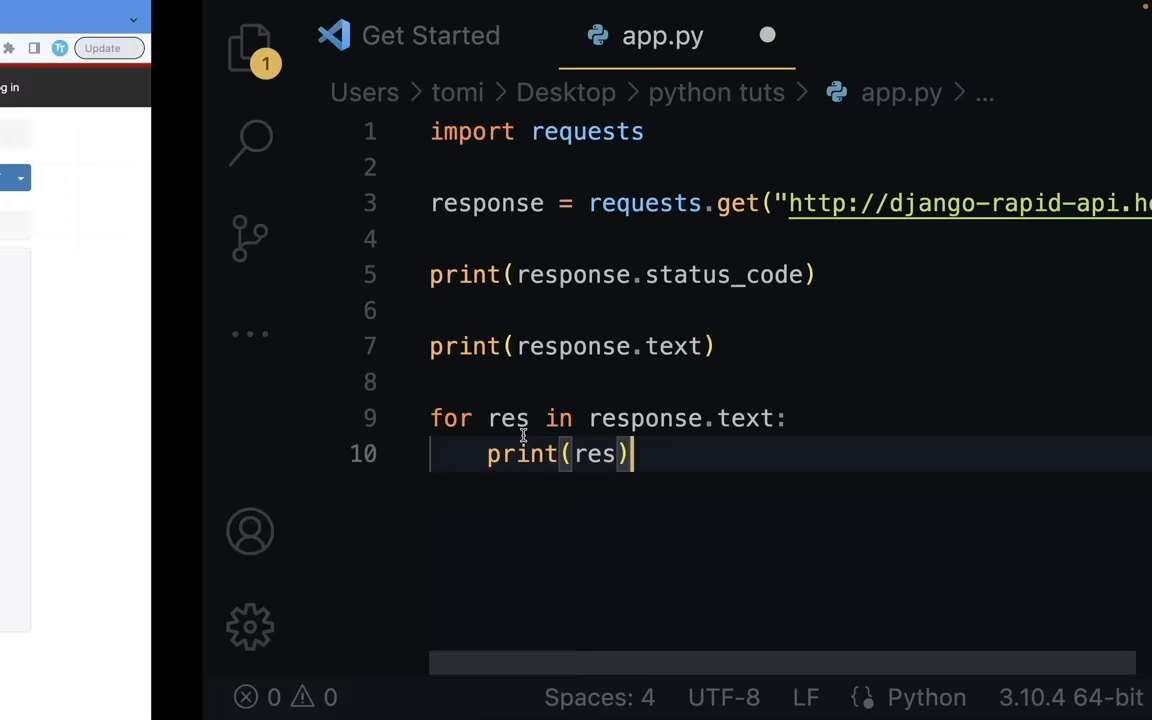 Update
g in
1
Get Started
app.py
Users > tomi > Desktop > python tuts > app.py > ...
1 import requests
2
3 response = requests.get("http://django-rapid-api.h
4
5 print(response.status_code)
6
7 print(response.text)
8
9 for res in response.text:
10 print(res)
0 0 Spaces: 4 UTF-8 LF Python 3.10.4 64-bit